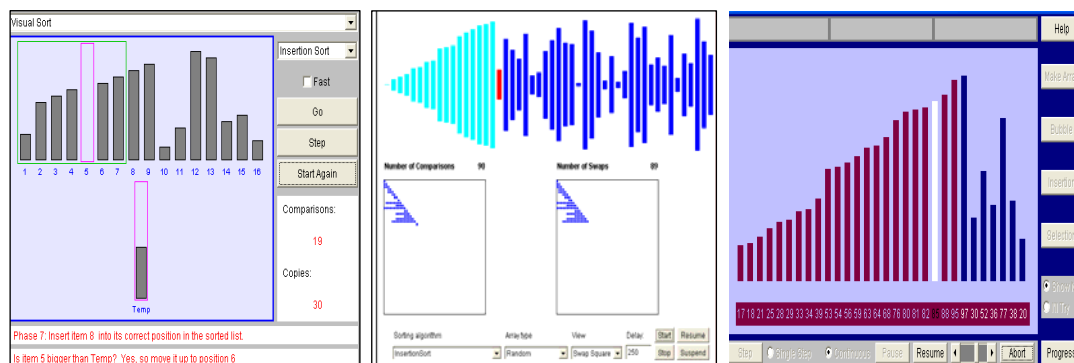 Visual Sort
Insertion Sort
Fast
Go
Step
Start Again
1 2 3 4 5 6 7 8 9 10 11 12 13 14 15 16
Temp
Comparisons:
19
Copies:
30
Phase 7: Insert item 8 into its correct position in the sorted list.
Is item 5 bigger than Temp? Yes, so move it up to position 6
Number of Comparisons 90
Number of Swaps 89
Sorting algorithm Array type View Delay: Start Resume
InsertionSort Random Swap Square 250 Stop Suspend
Help
Make Arra
Bubble
Insertion
Selection
17 18 21 25 28 29 33 34 39 53 54 56 59 63 64 68 76 80 81 82 88 95 97 30 52 36 77 38 20
Step Single Step Continuous Pause Resume Abort Progress